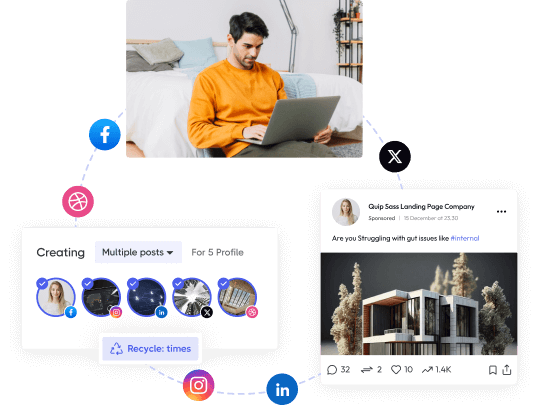 Creating
Multiple posts
For 5 Profile
Recycle: times
Quip Sass Landing Page Company
Sponsored | 15 December at 23.30
Are you Struggling with gut issues like #internal
32
2
10
1.4K